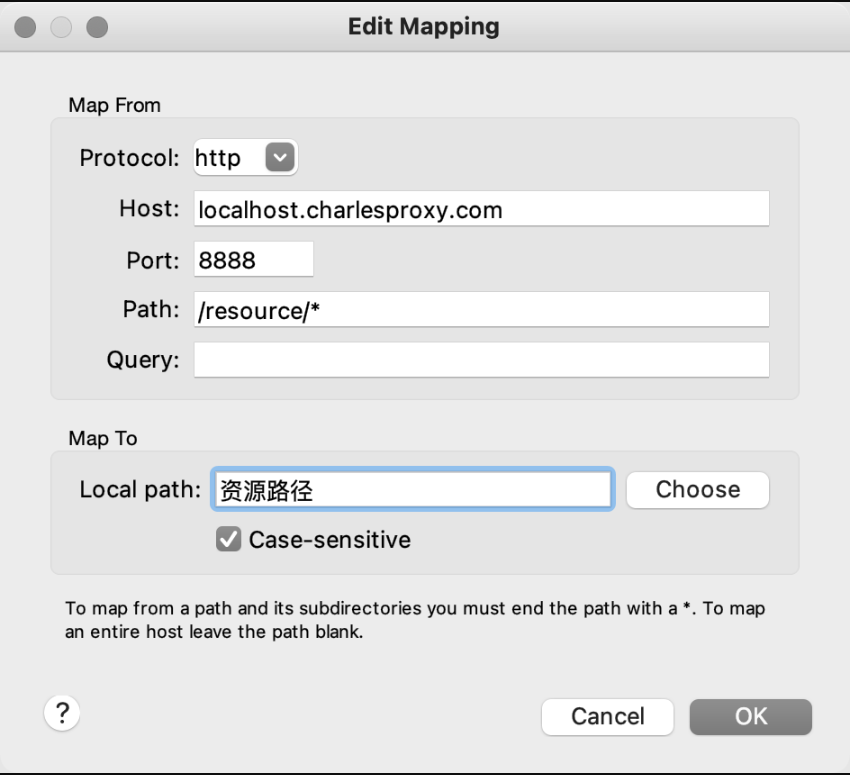 Edit Mapping
Map From
Protocol: http
Host: localhost.charlesproxy.com
Port: 8888
Path: /resource/*
Query:
Map To
Local path: 资源路径 Choose
Case-sensitive
To map from a path and its subdirectories you must end the path with a *. To map
an entire host leave the path blank.
? Cancel OK